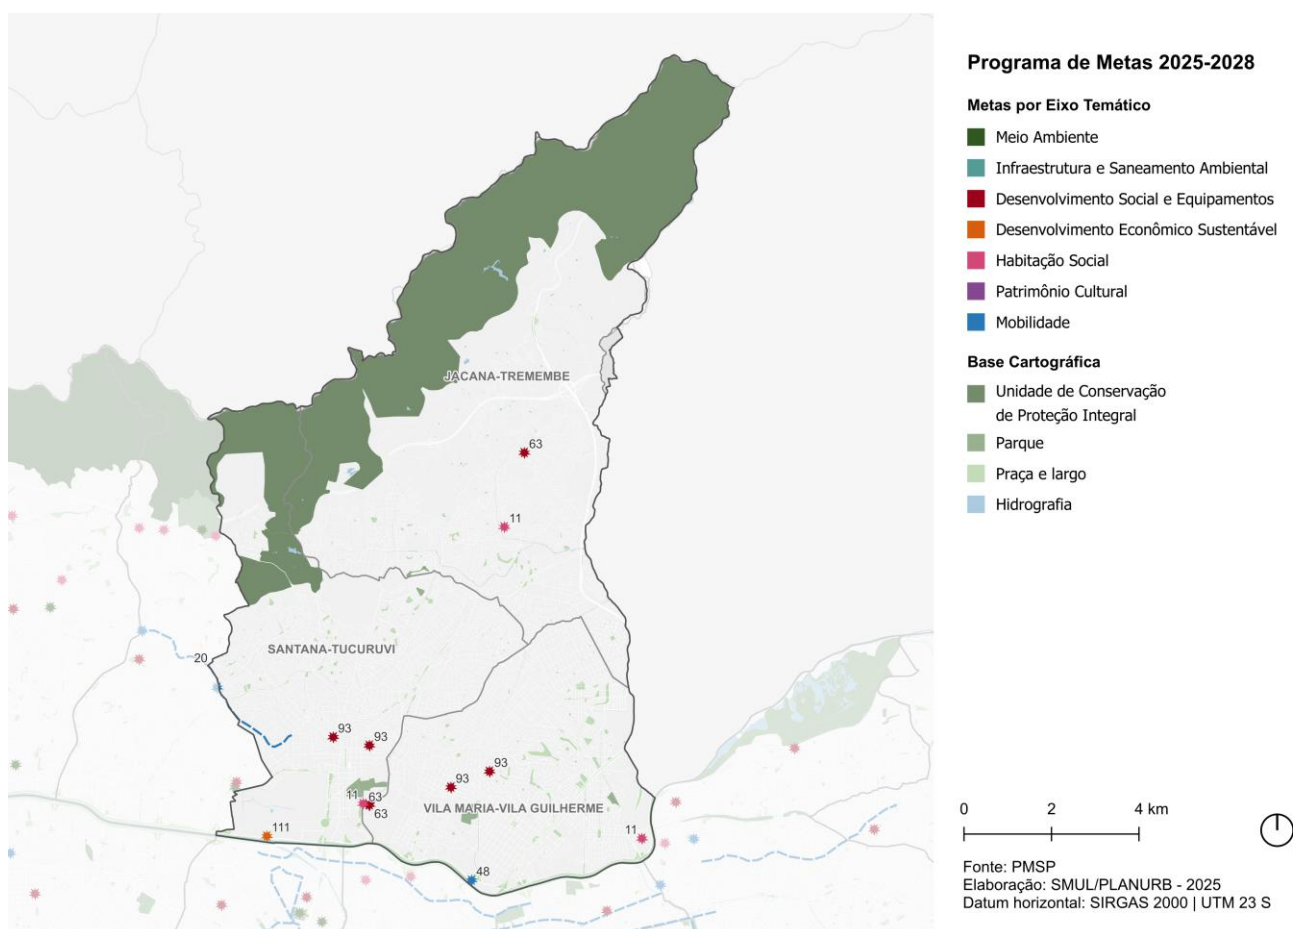 Programa de Metas 2025-2028
Metas por Eixo Temático
Meio Ambiente
Infraestrutura e Saneamento Ambiental
Desenvolvimento Social e Equipamentos
Desenvolvimento Econômico Sustentável
Habitação Social
Patrimônio Cultural
Mobilidade
Base Cartográfica
Unidade de Conservação
de Proteção Integral
Parque
Praça e largo
Hidrografia
JACANA-TREMEMBE
63
11
SANTANA-TUCURUVI
20
93
93
93
93
11
63
63
VILA MARIA-VILA GUILHERME
111
11
48
0 2 4 km
Fonte: PMSP
Elaboração: SMUL/PLANURB - 2025
Datum horizontal: SIRGAS 2000 | UTM 23 S